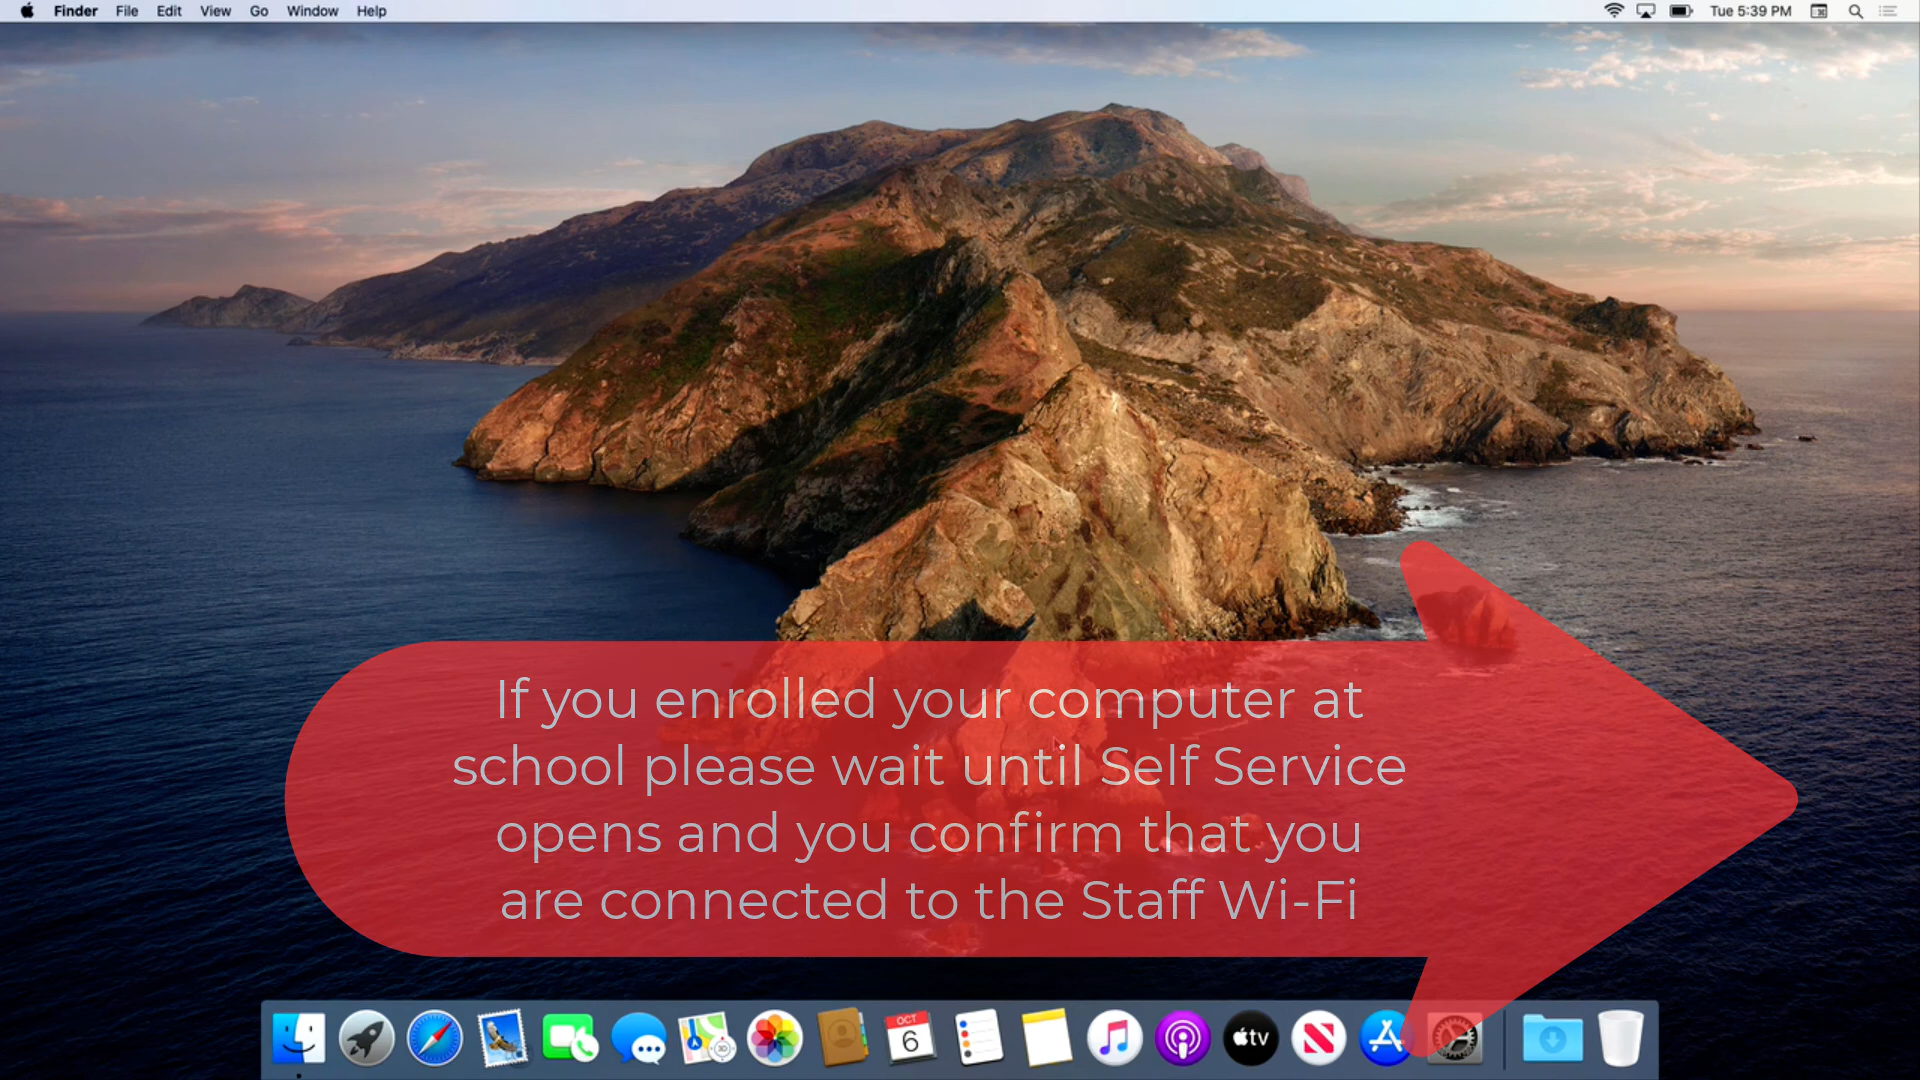 Finder File Edit View Go Window Help Tue 5:39 PM
If you enrolled your computer at
school please wait until Self Service
opens and you confirm that you
are connected to the Staff Wi-Fi
OCT
6
3D
tv